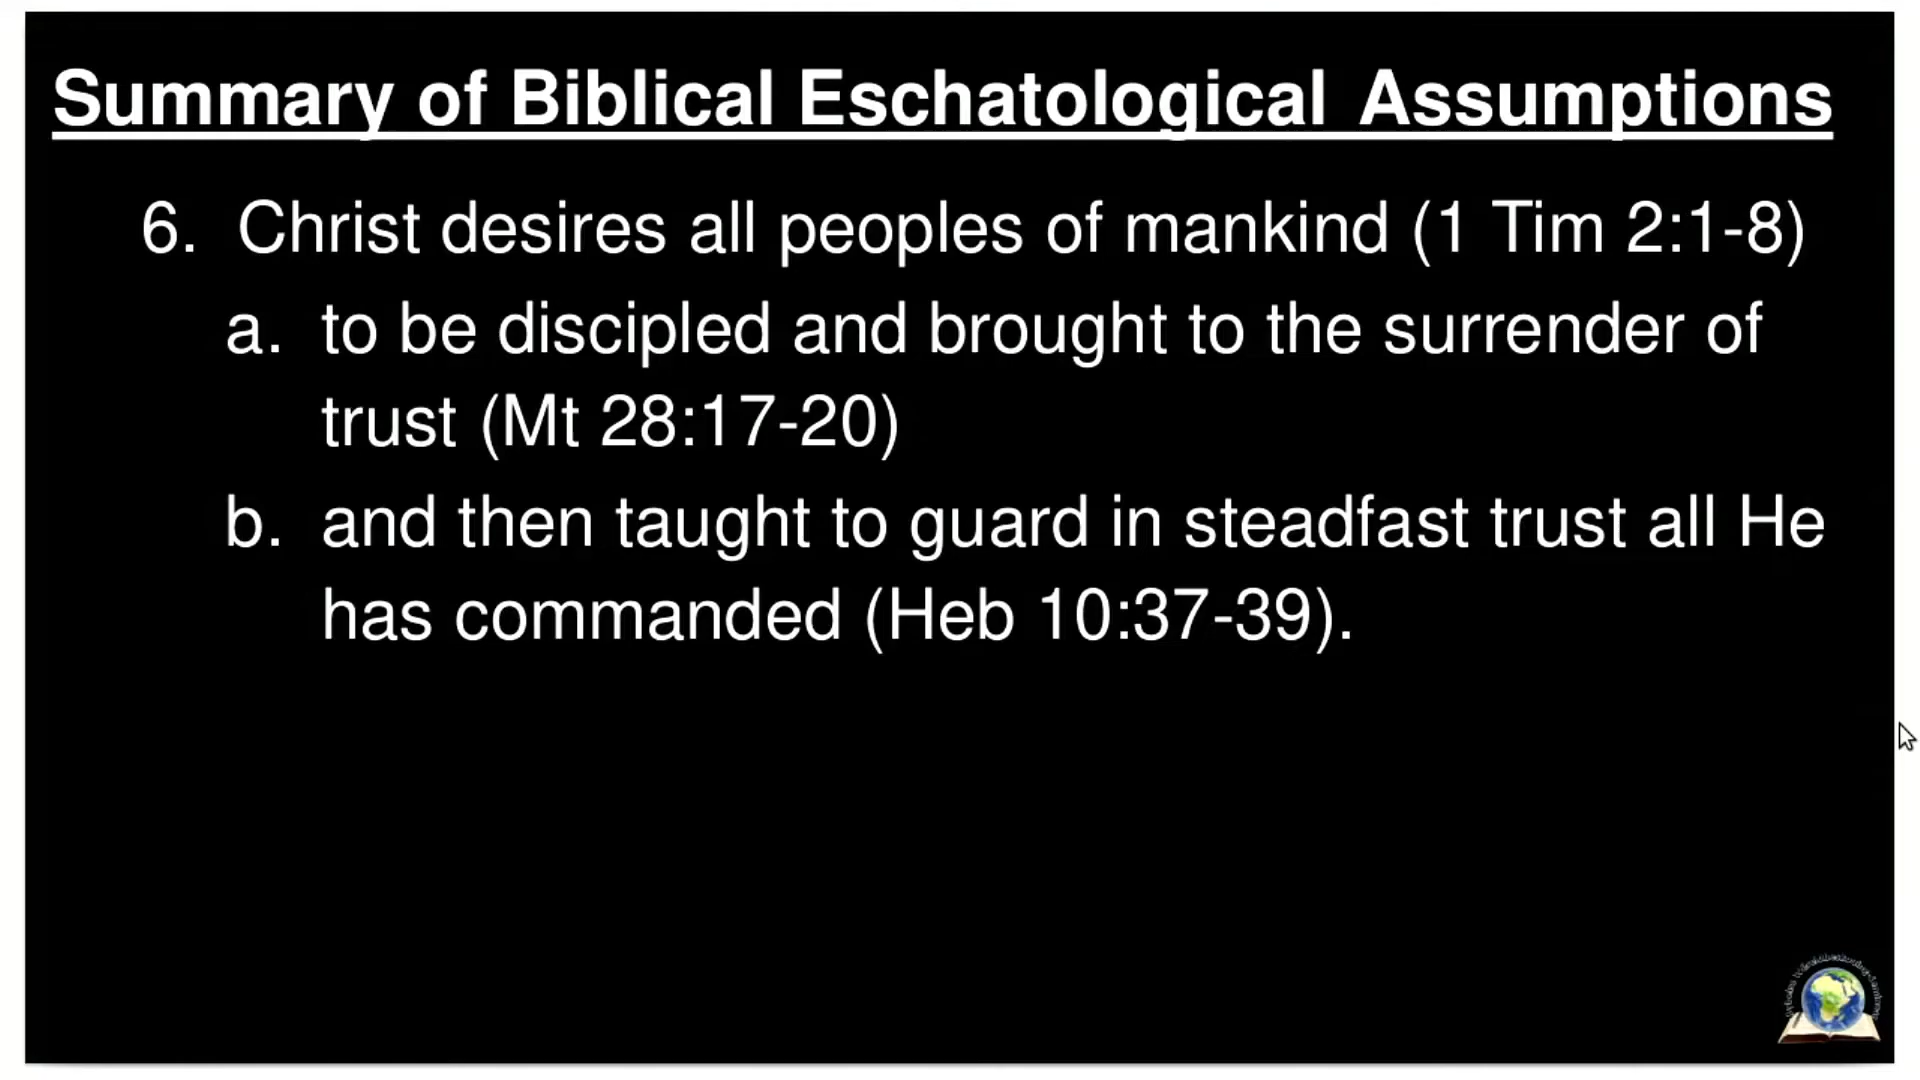 Summary of Biblical Eschatological Assumptions
6. Christ desires all peoples of mankind (1 Tim 2:1-8)
a. to be discipled and brought to the surrender of
trust (Mt 28:17-20)
b. and then taught to guard in steadfast trust all He
has commanded (Heb 10:37-39).